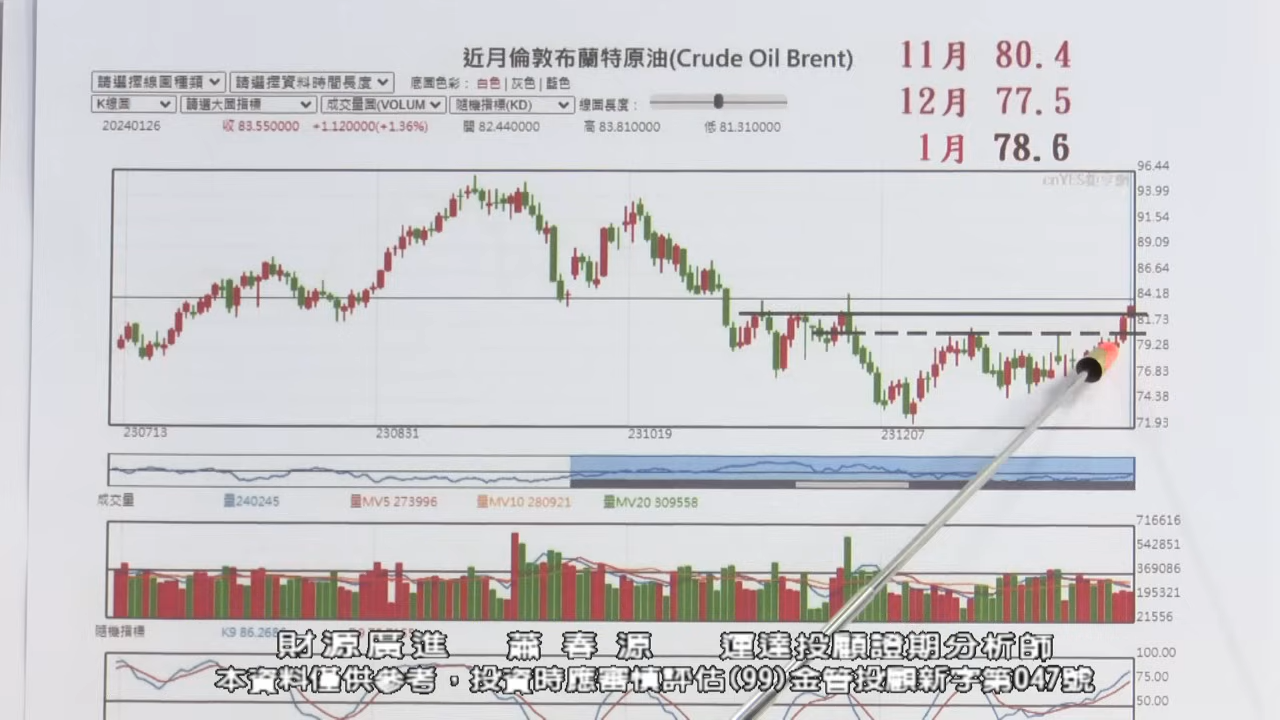 近月倫敦布蘭特原油(Crude Oil Brent)
11月 80.4
12月 77.5
1月 78.6
請選擇線圖種類 請選擇資料時間長度 底圖色彩：白色 | 灰色 | 藍色
K線圖 請選大圖指標 成交量圖(VOLUM 隨機指標(KD) 線圖長度：
20240126 收 83.550000 +1.120000(+1.36%) 開 82.440000 高 83.810000 低 81.310000
cnYES鉅亨網
96.44
93.99
91.54
89.09
86.64
84.18
81.73
79.28
76.83
74.38
71.93
230713 230831 231019 231207
成交量 量240245 量MV5 273996 量MV10 280921 量MV20 309558
716616
542851
369086
195321
21556
隨機指標 K9 86.268
100.00
75.00
50.00
財源廣進 蕭春源 運達投顧證期分析師
本資料僅供參考，投資時應審慎評估(99)金管投顧新字第047號